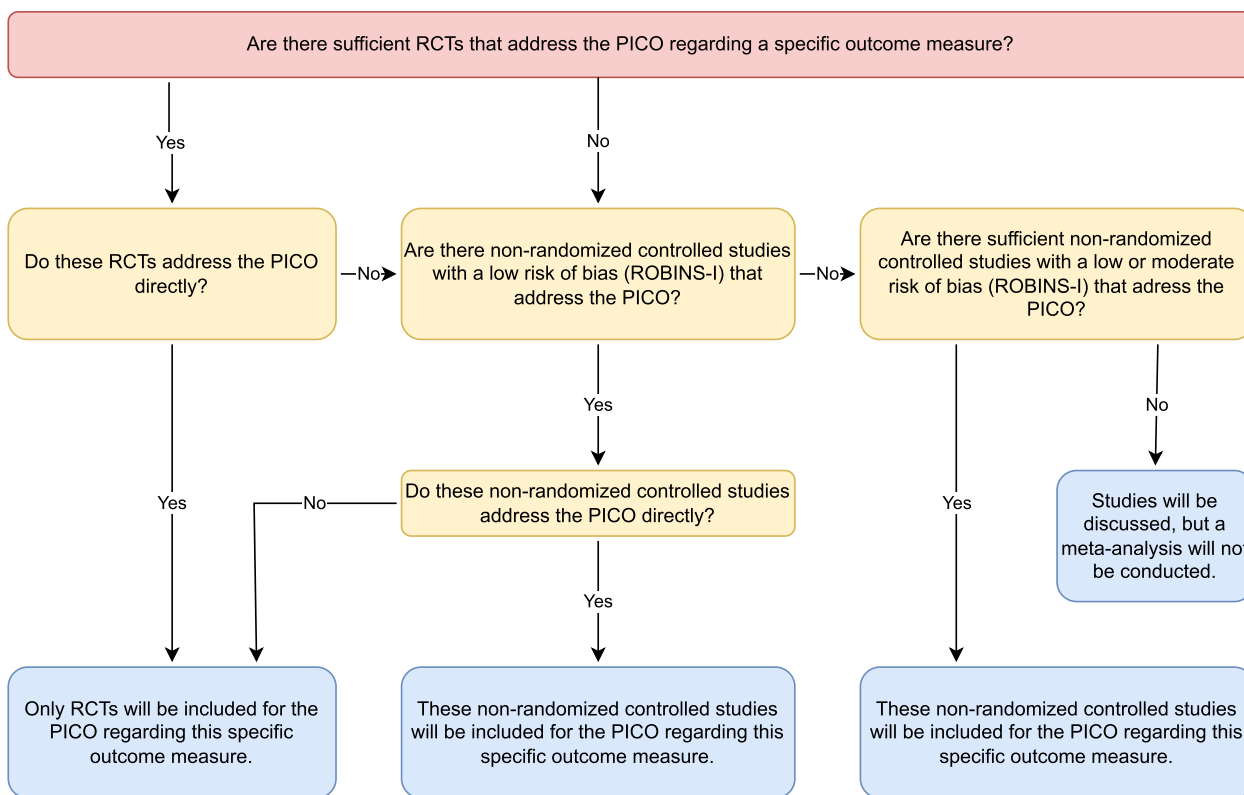 Are there sufficient RCTs that address the PICO regarding a specific outcome measure?
Yes
No
Do these RCTs address the PICO
directly?
No
Are there non-randomized controlled studies
with a low risk of bias (ROBINS-I) that
address the PICO?
No
Are there sufficient non-randomized
controlled studies with a low or moderate
risk of bias (ROBINS-I) that adress the
PICO?
Yes
No
Yes
No
Do these non-randomized controlled studies
address the PICO directly?
Yes
Studies will be
discussed, but a
meta-analysis will not
be conducted.
Yes
Only RCTs will be included for the
PICO regarding this specific
outcome measure.
These non-randomized controlled studies
will be included for the PICO regarding this
specific outcome measure.
These non-randomized controlled studies
will be included for the PICO regarding this
specific outcome measure.